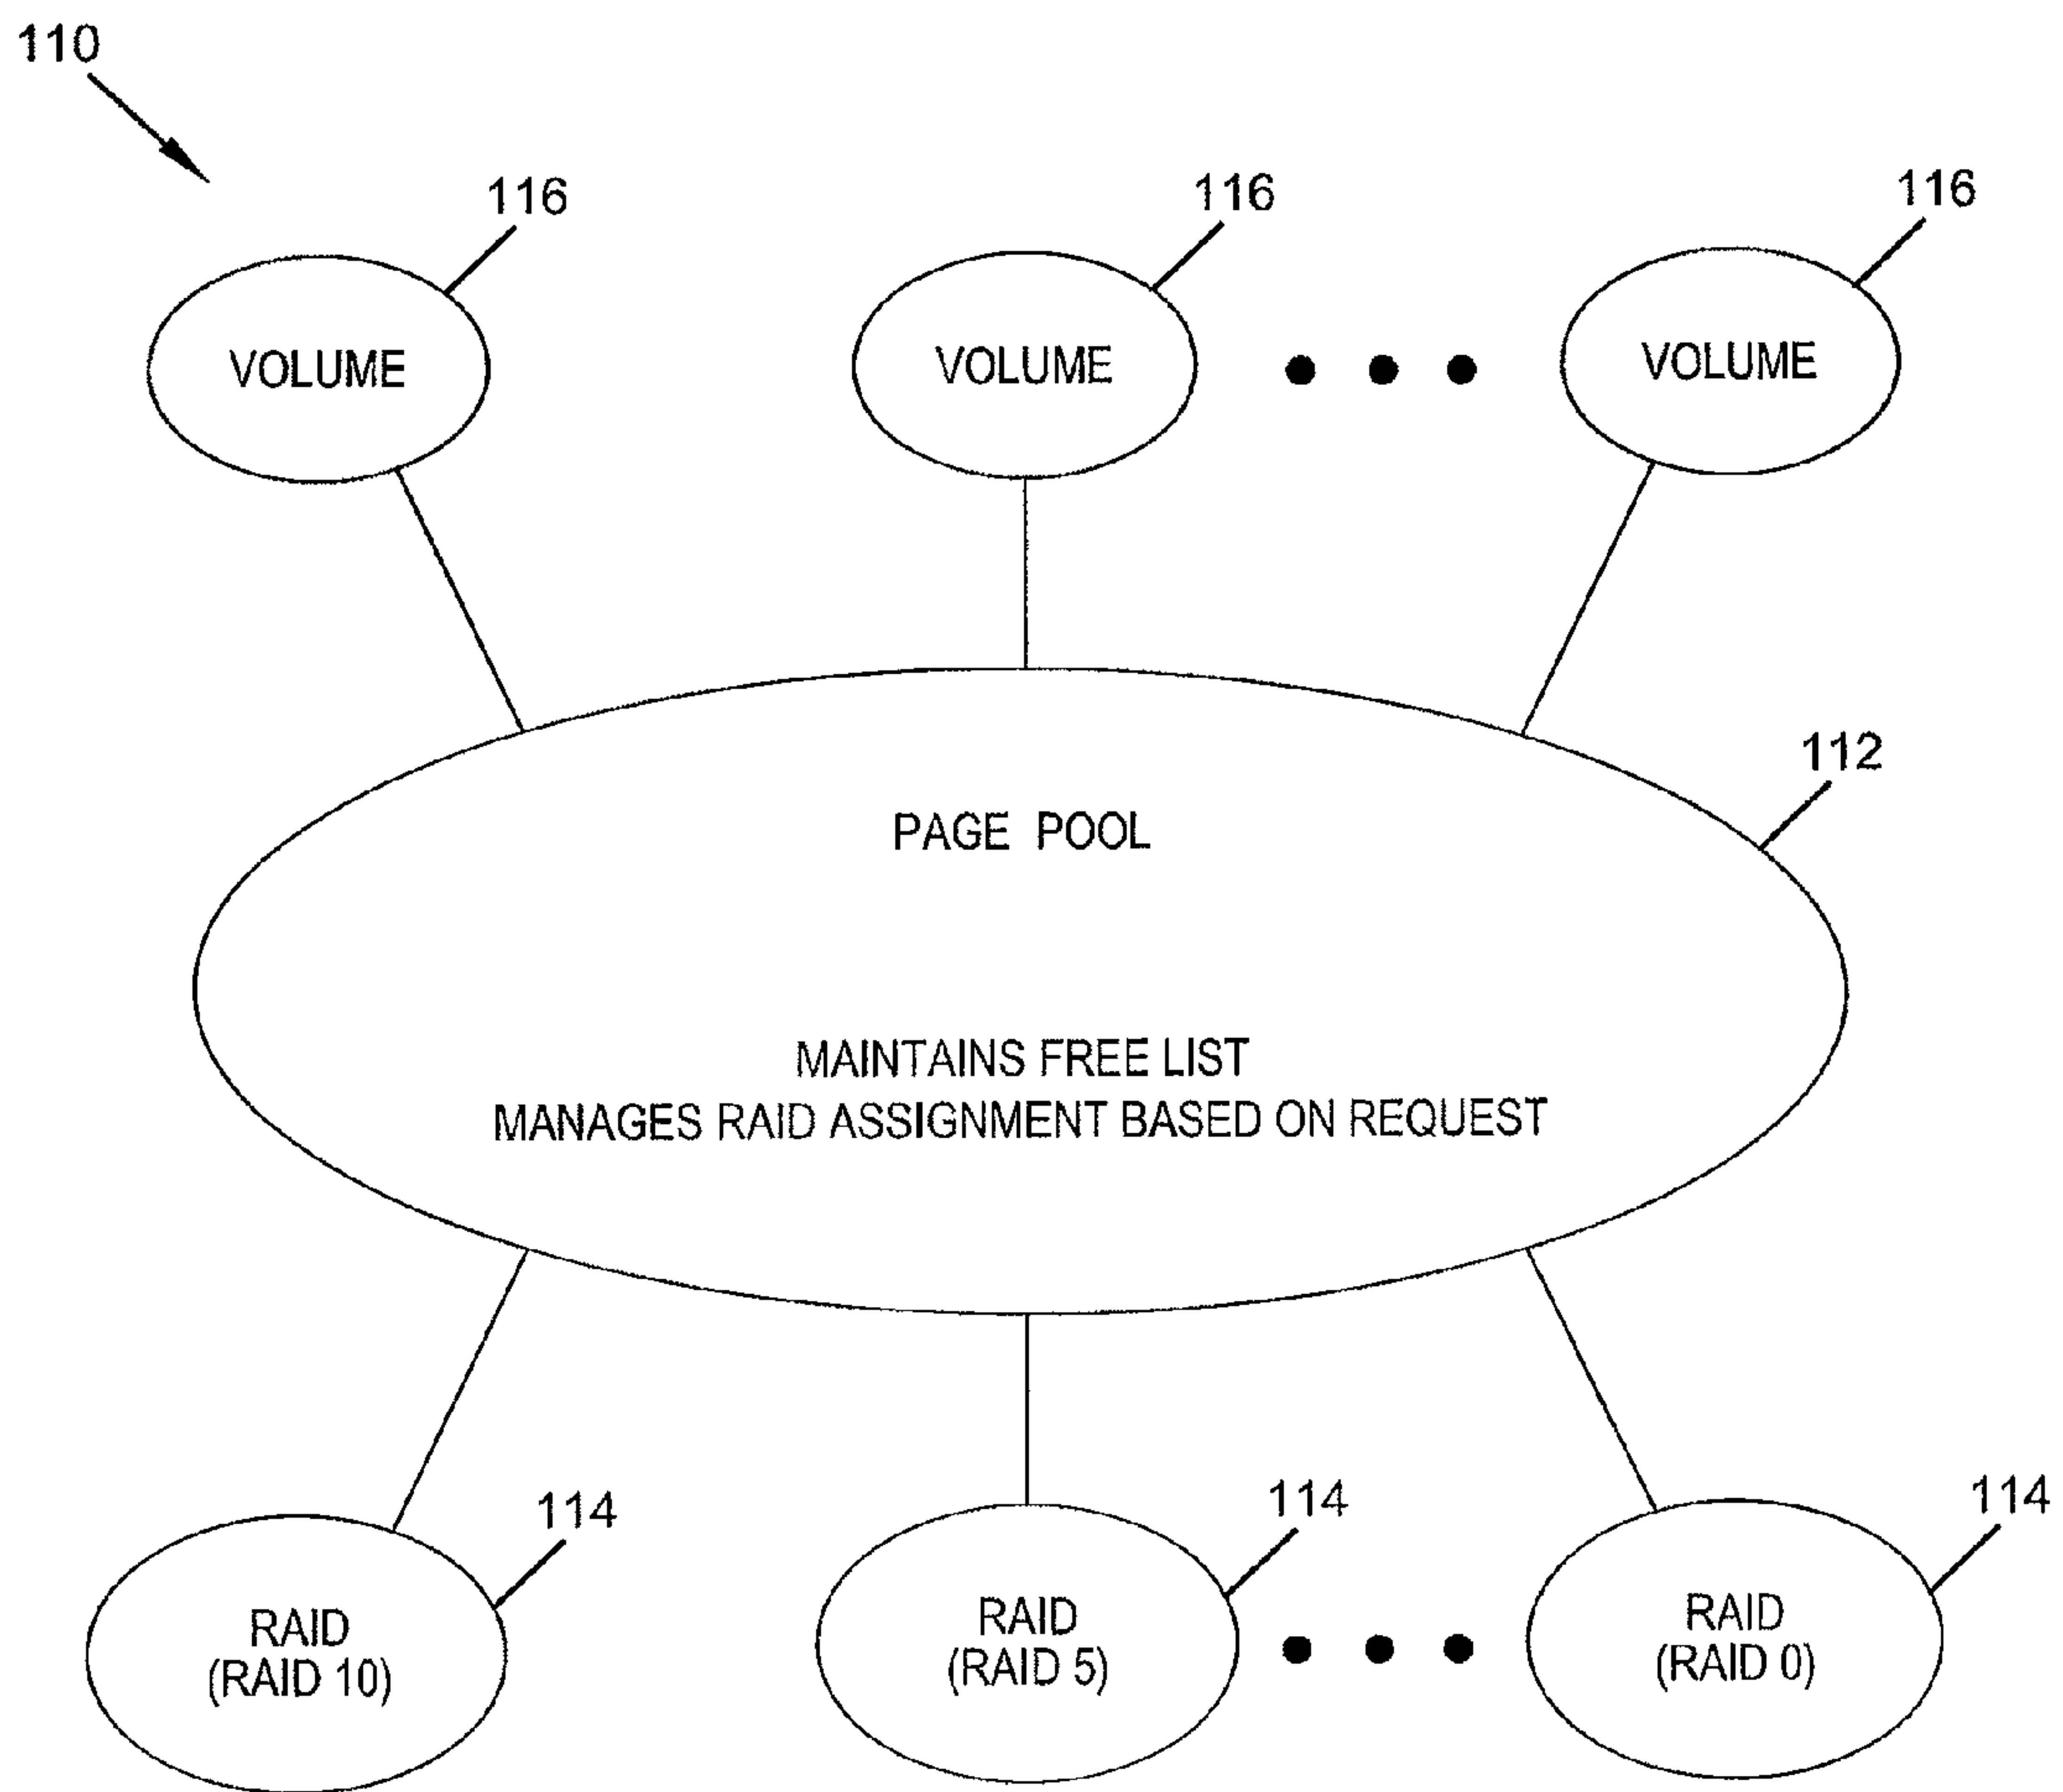 110
116
116
116
VOLUME
VOLUME
VOLUME
112
PAGE POOL
MAINTAINS FREE LIST
MANAGES RAID ASSIGNMENT BASED ON REQUEST
114
114
114
RAID
(RAID 10)
RAID
(RAID 5)
RAID
(RAID 0)